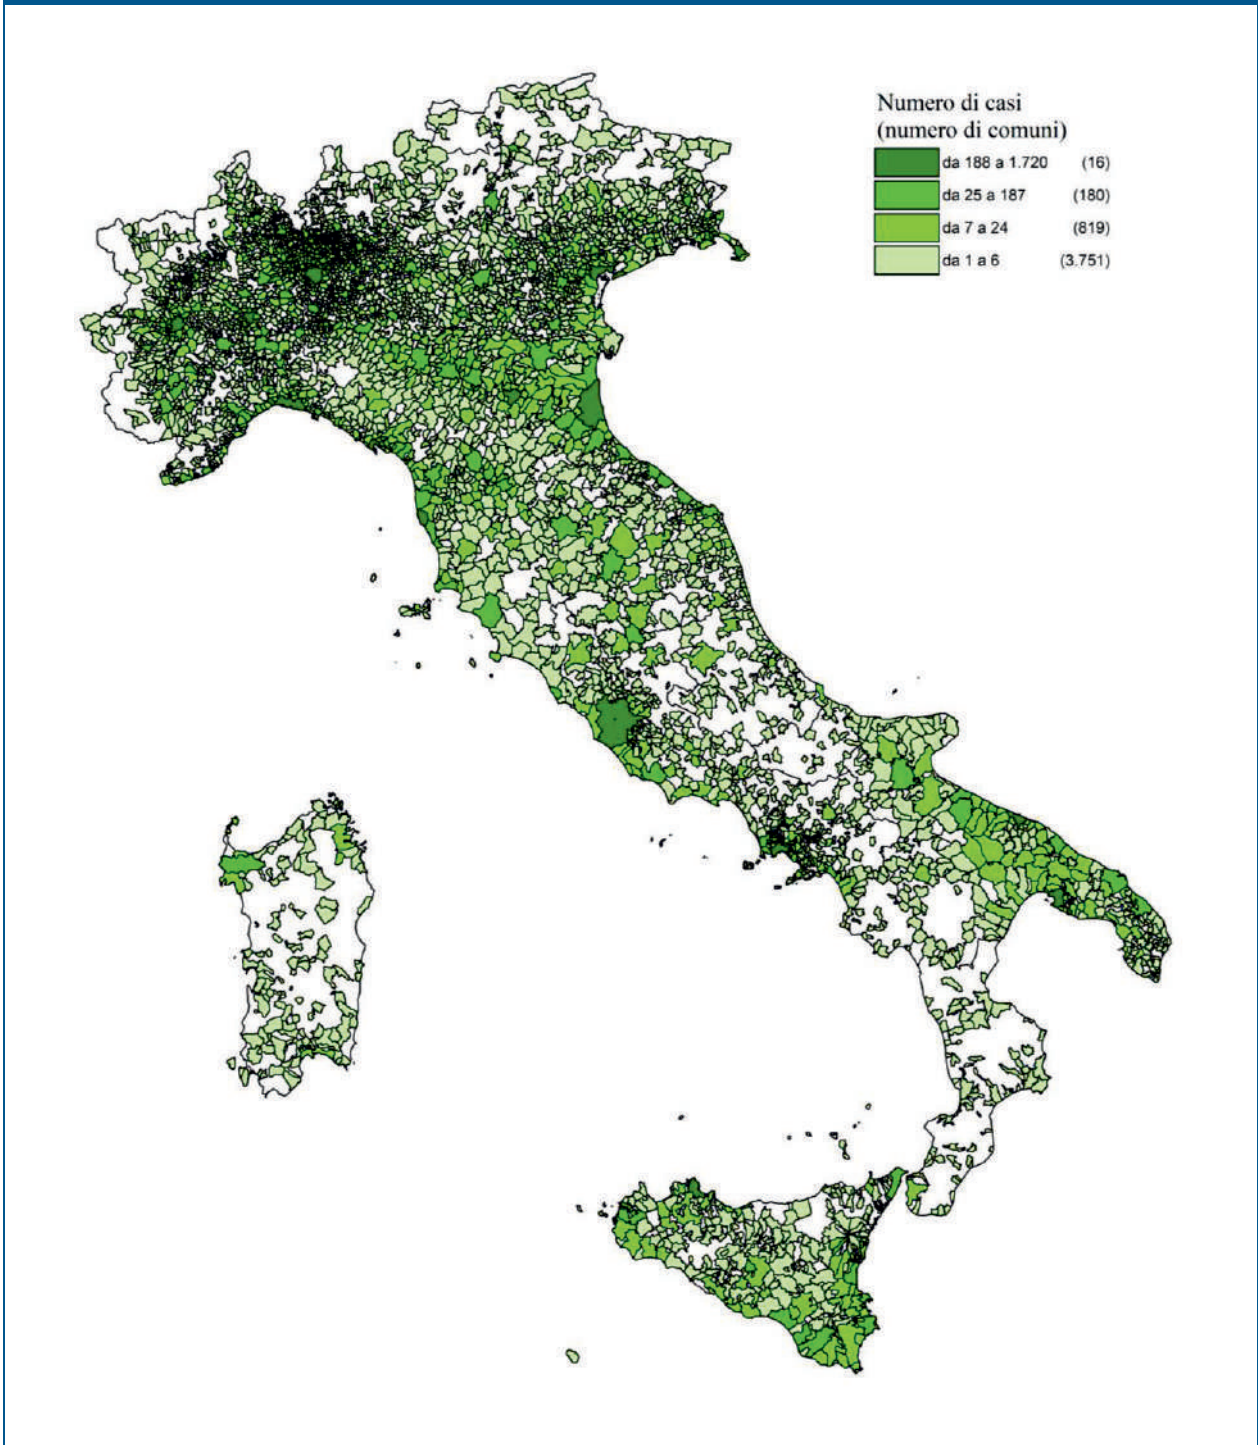 Numero di casi
(numero di comuni)
da 188 a 1.720 (16)
da 25 a 187 (180)
da 7 a 24 (819)
da 1 a 6 (3.751)